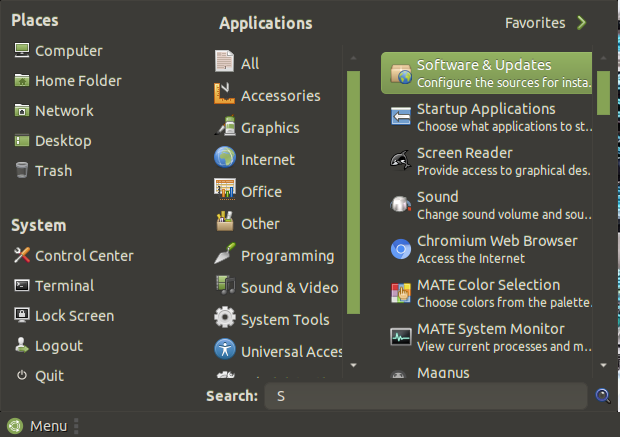 Places
Computer
Home Folder
Network
Desktop
Trash
System
Control Center
Terminal
Lock Screen
Logout
Quit
Applications
All
Accessories
Graphics
Internet
Office
Other
Programming
Sound & Video
System Tools
Universal Acces
Favorites
Software & Updates
Configure the sources for insta...
Startup Applications
Choose what applications to st...
Screen Reader
Provide access to graphical des...
Sound
Change sound volume and sou...
Chromium Web Browser
Access the Internet
MATE Color Selection
Choose colors from the palette...
MATE System Monitor
View current processes and m...
Magnus
Search: S
Menu